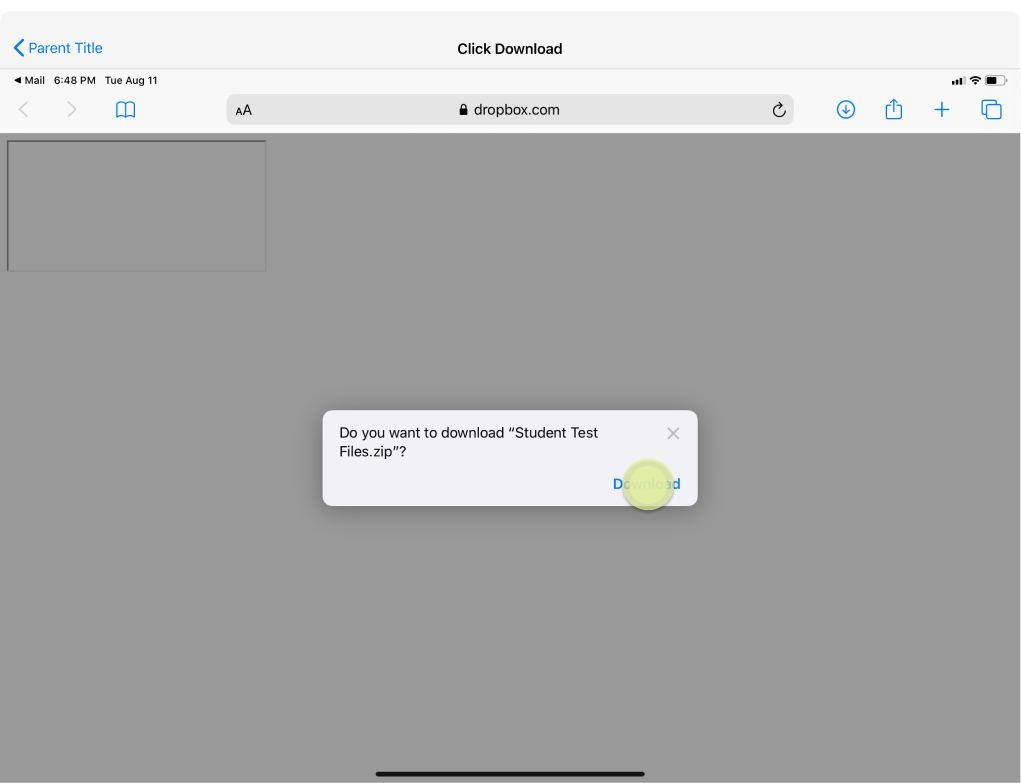 Parent Title
Click Download
Mail 6:48 PM Tue Aug 11
AA dropbox.com
Do you want to download “Student Test
Files.zip”?
Download